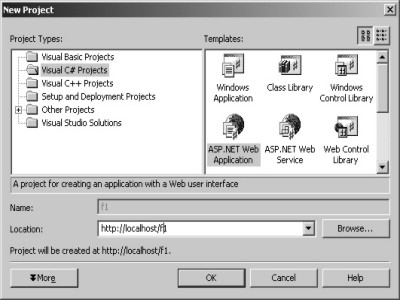 New Project
Project Types:
Templates:
Visual Basic Projects
Visual C# Projects
Visual C++ Projects
Setup and Deployment Projects
Other Projects
Visual Studio Solutions
Windows Application
Class Library
Windows Control Library
ASP.NET Web Application
ASP.NET Web Service
Web Control Library
A project for creating an application with a Web user interface
Name:
f1
Location:
http://localhost/f1
Browse...
Project will be created at http://localhost/f1.
More
OK
Cancel
Help